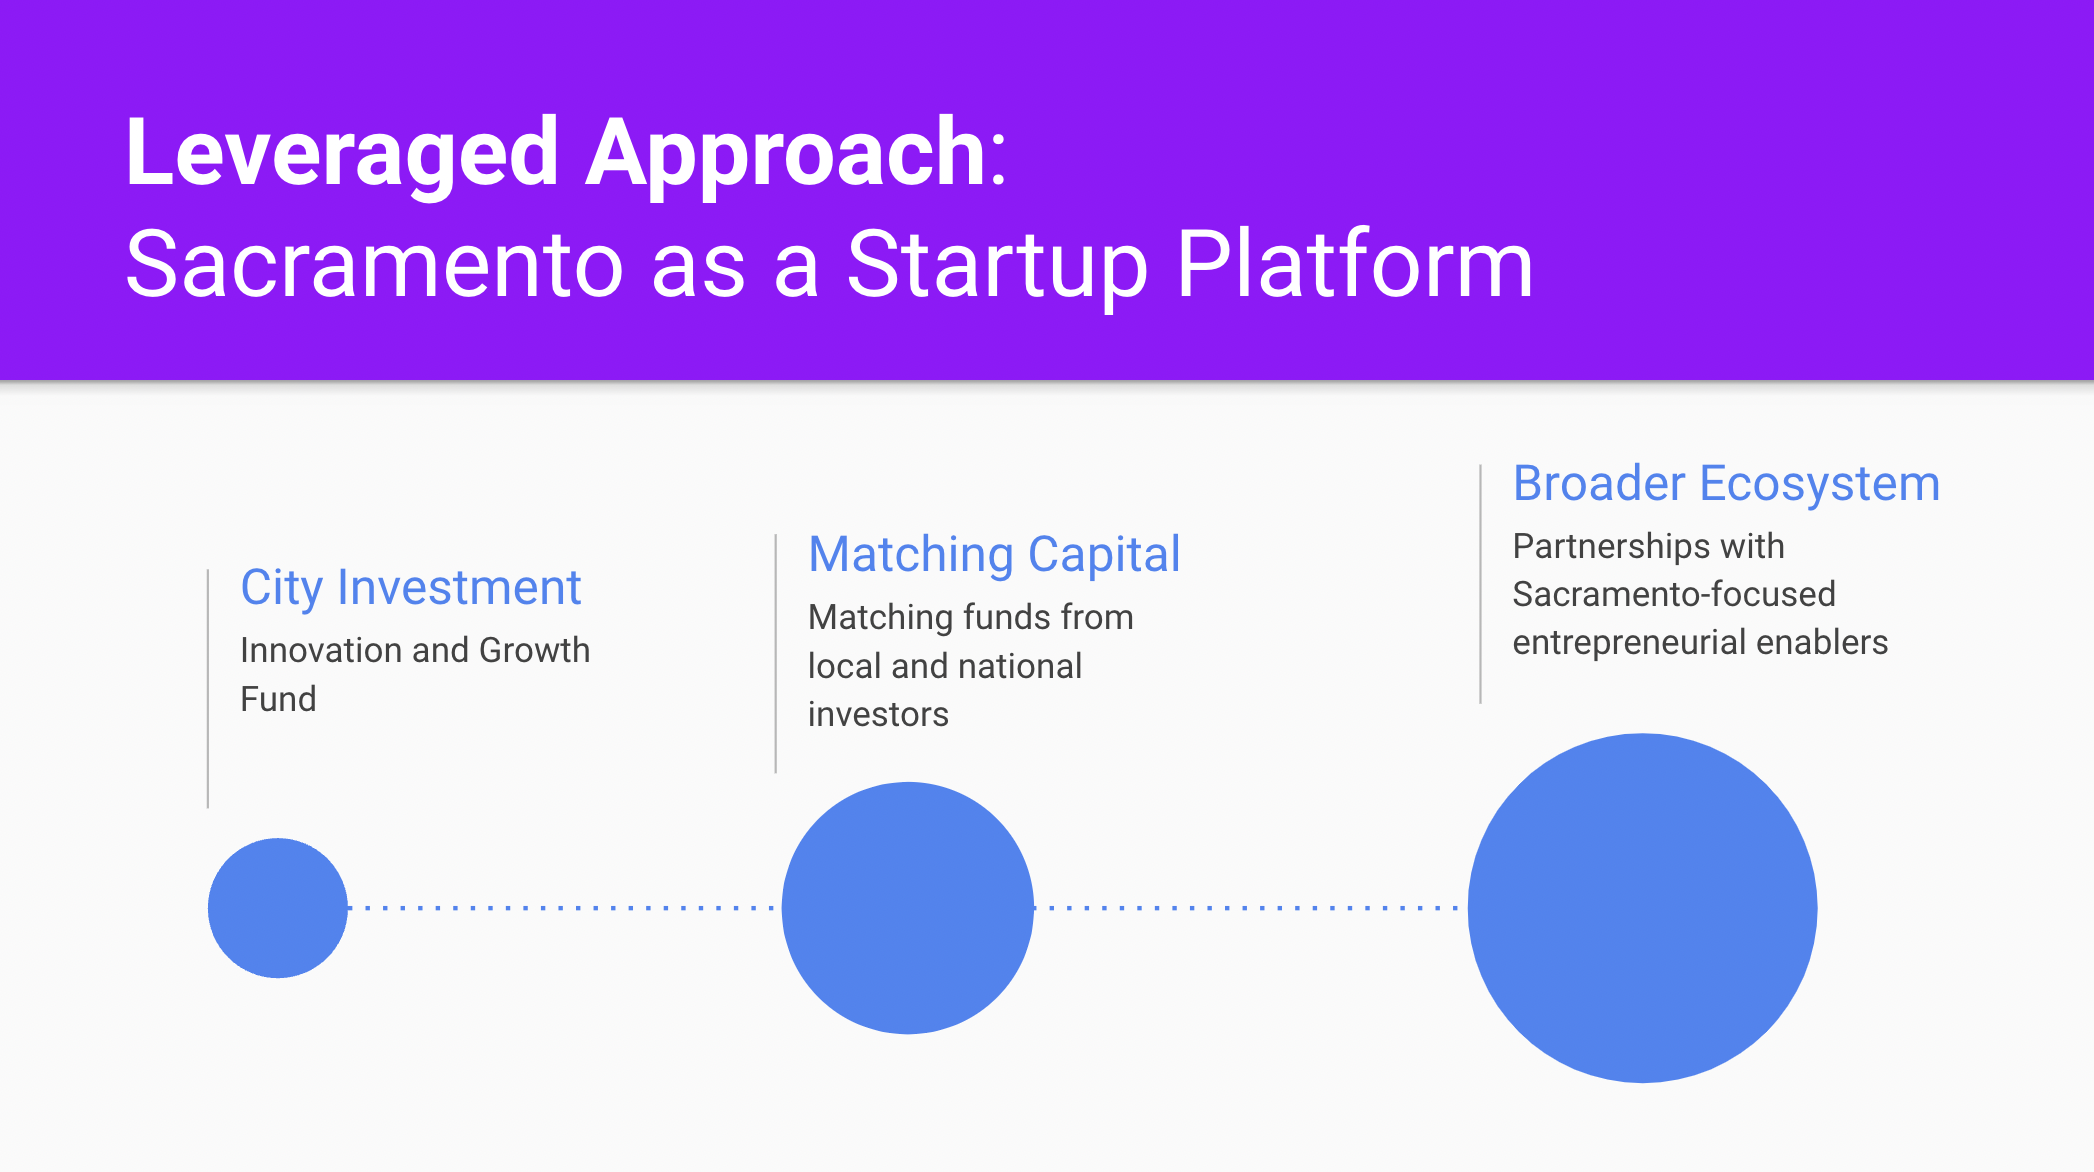 Leveraged Approach:
Sacramento as a Startup Platform
City Investment
Innovation and Growth
Fund
Matching Capital
Matching funds from
local and national
investors
Broader Ecosystem
Partnerships with
Sacramento-focused
entrepreneurial enablers